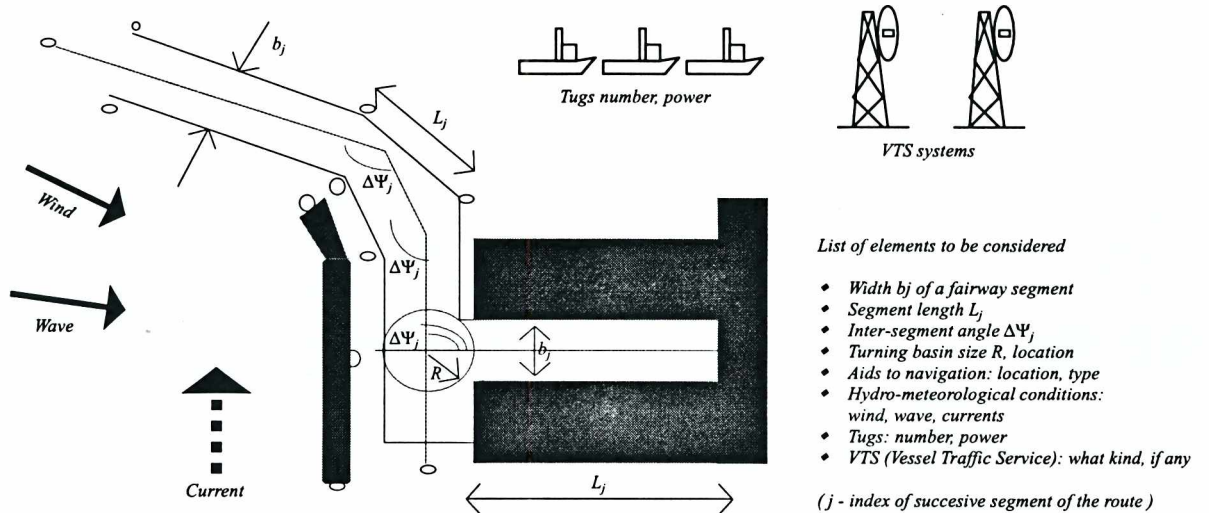 b_j
L_j
Tugs number, power
VTS systems
ΔΨ_j
Wind
ΔΨ_j
Wave
ΔΨ_j
R
b_j
Current
L_j
List of elements to be considered
◆ Width bj of a fairway segment
◆ Segment length L_j
◆ Inter-segment angle ΔΨ_j
◆ Turning basin size R, location
◆ Aids to navigation: location, type
◆ Hydro-meteorological conditions:
wind, wave, currents
◆ Tugs: number, power
◆ VTS (Vessel Traffic Service): what kind, if any
( j - index of succesive segment of the route )